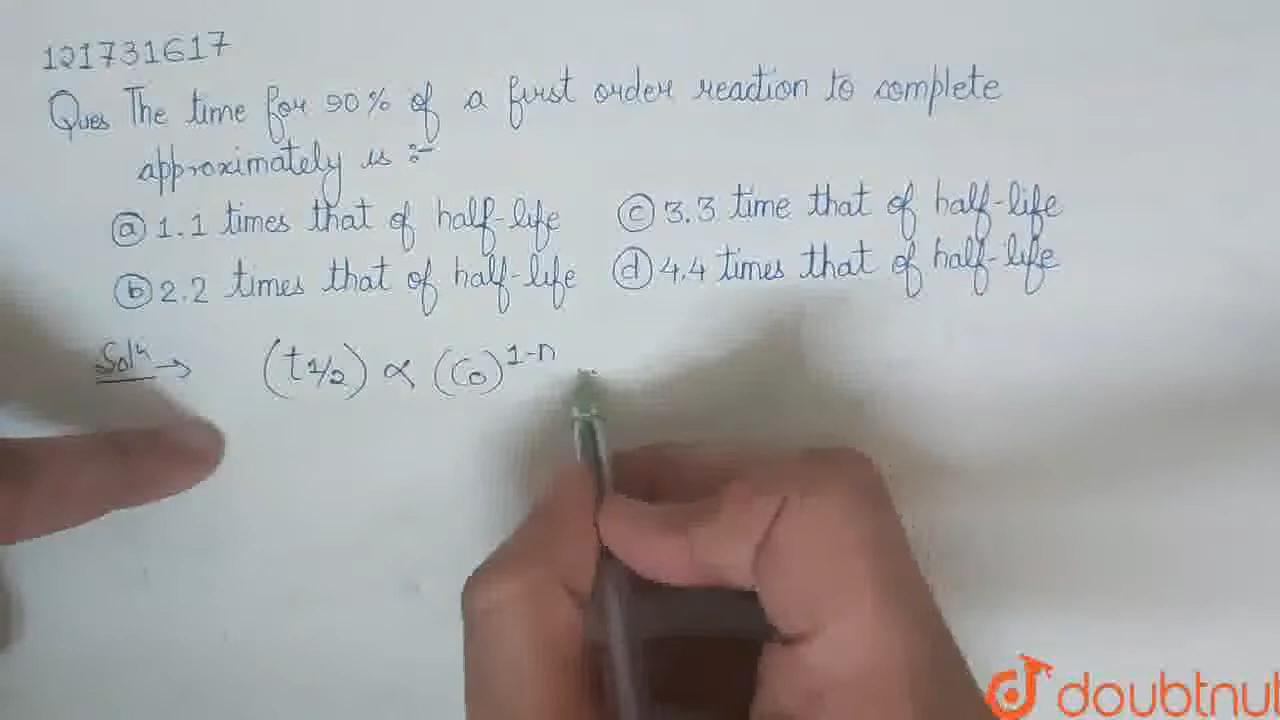 121731617
Ques The time for 90% of a first order reaction to complete
approximately is :-
(a) 1.1 times that of half-life
(b) 2.2 times that of half-life
(c) 3.3 time that of half-life
(d) 4.4 times that of half-life
Solⁿ → (t1/2) ∝ (C₀)^1-n
doubtnut